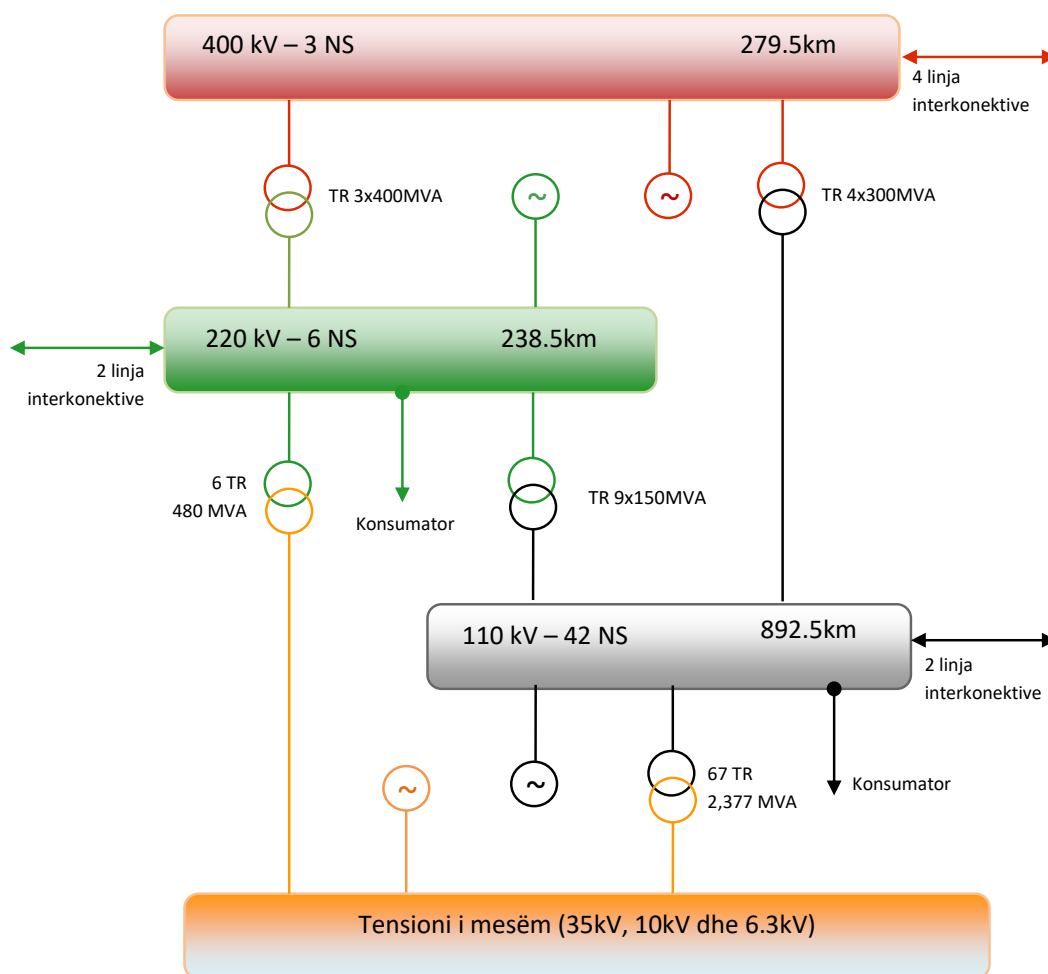 400 kV – 3 NS 279.5km
4 linja
interkonektive
TR 3x400MVA
~
~
TR 4x300MVA
220 kV – 6 NS 238.5km
2 linja
interkonektive
6 TR
480 MVA
Konsumator
TR 9x150MVA
110 kV – 42 NS 892.5km
2 linja
interkonektive
~
~
67 TR
2,377 MVA
Konsumator
Tensioni i mesëm (35kV, 10kV dhe 6.3kV)